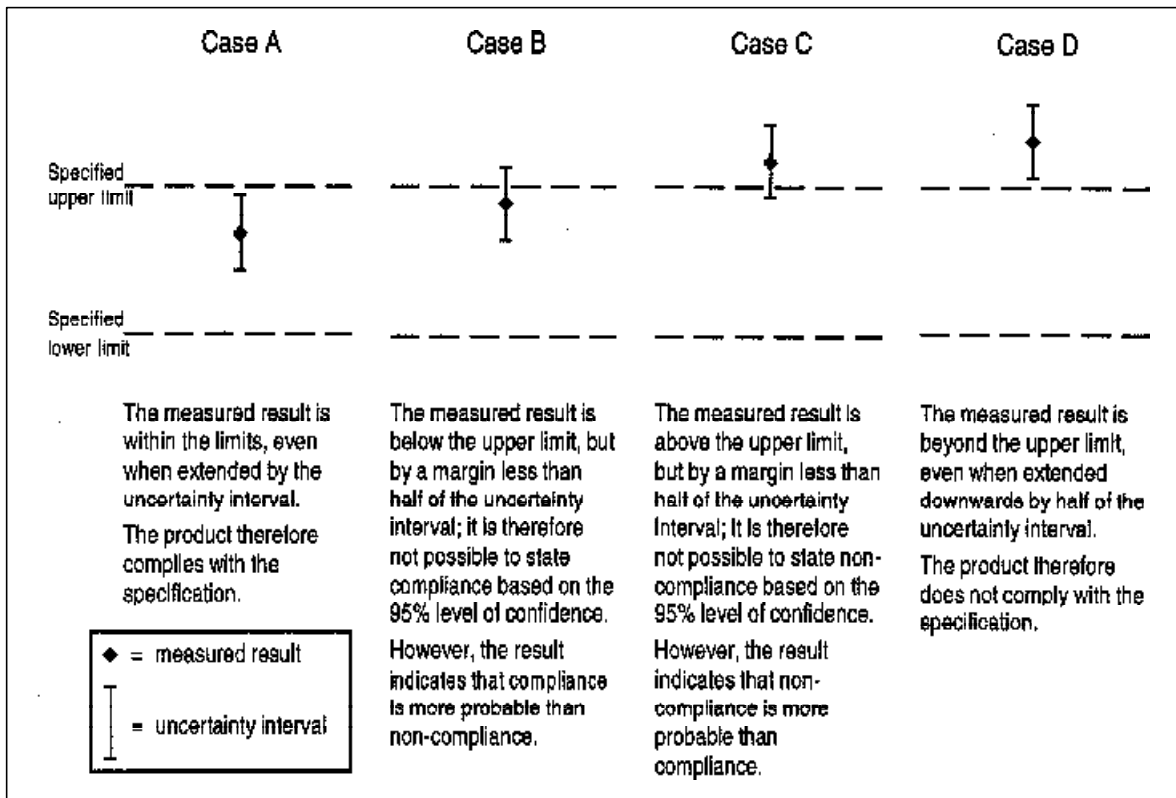 Case A
Case B
Case C
Case D
Specified
upper limit
Specified
lower limit
The measured result is
within the limits, even
when extended by the
uncertainty interval.
The product therefore
complies with the
specification.
The measured result is
below the upper limit, but
by a margin less than
half of the uncertainty
interval; it is therefore
not possible to state
compliance based on the
95% level of confidence.
However, the result
indicates that compliance
is more probable than
non-compliance.
The measured result is
above the upper limit,
but by a margin less than
half of the uncertainty
interval; it is therefore
not possible to state non-
compliance based on the
95% level of confidence.
However, the result
indicates that non-
compliance is more
probable than
compliance.
The measured result is
beyond the upper limit,
even when extended
downwards by half of the
uncertainty interval.
The product therefore
does not comply with the
specification.
◆ = measured result
= uncertainty interval